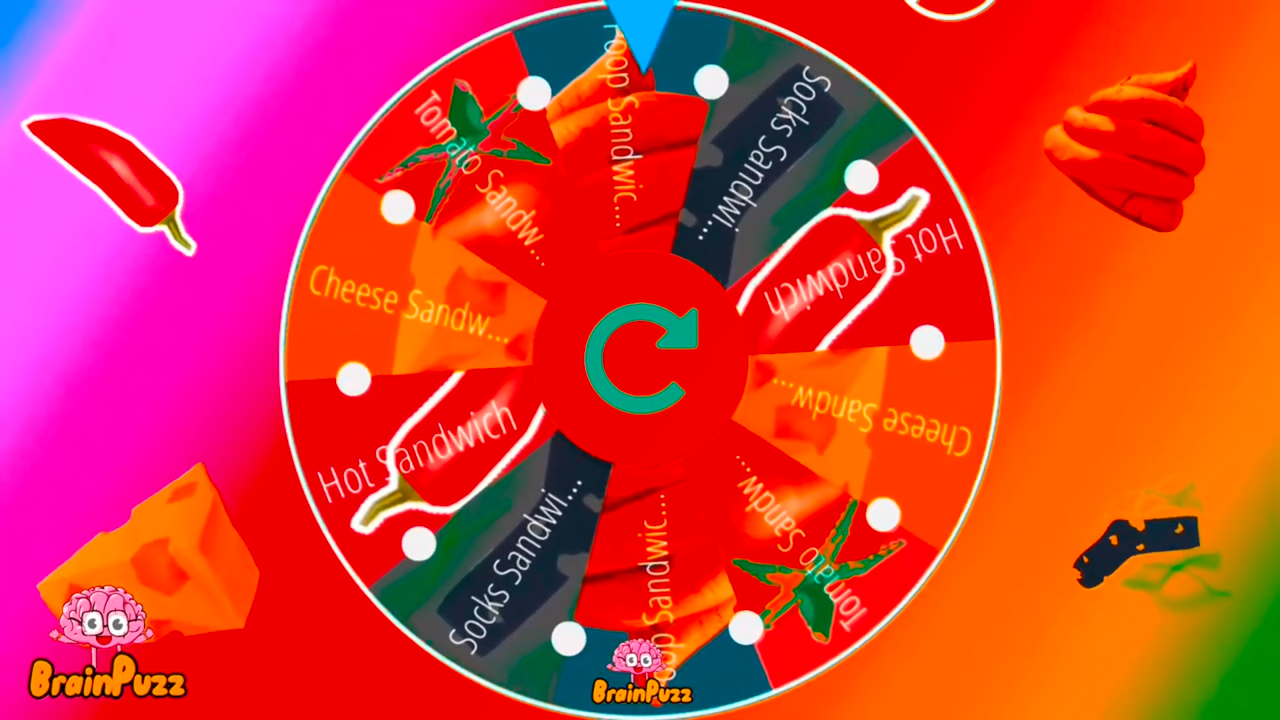 Poop Sandwic...
Socks Sandwi...
Hot Sandwich
Cheese Sandw...
Tomato Sandw...
oop Sandwic...
Socks Sandwi...
Hot Sandwich
Cheese Sandw...
Tomato Sandw...
BrainPuzz
BrainPuzz